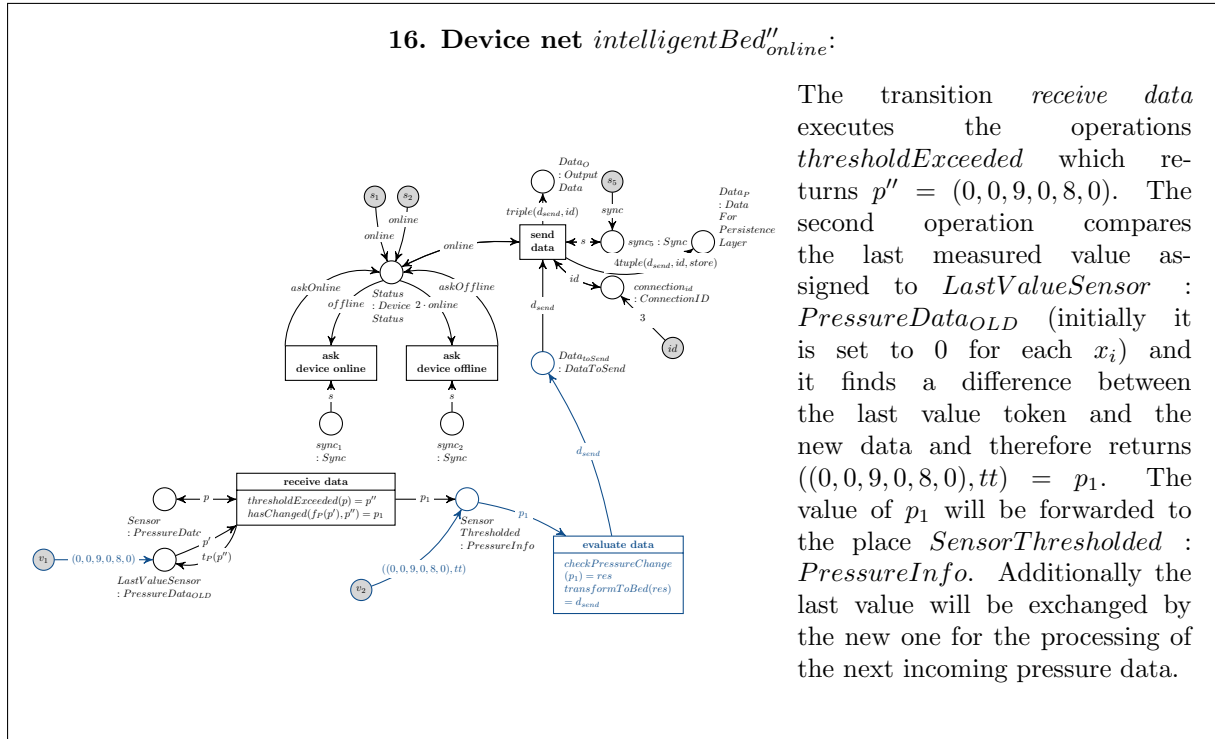 16. Device net intelligentBed''online:
The transition receive data
executes the operations
thresholdExceeded which re-
turns p'' = (0, 0, 9, 0, 8, 0). The
second operation compares
the last measured value as-
signed to LastValueSensor :
PressureDataOLD (initially it
is set to 0 for each xi) and
it finds a difference between
the last value token and the
new data and therefore returns
((0, 0, 9, 0, 8, 0), tt) = p1. The
value of p1 will be forwarded to
the place SensorThresholded :
PressureInfo. Additionally the
last value will be exchanged by
the new one for the processing of
the next incoming pressure data.
DataO
: Output
Data
s1
s2
s5
DataP
: Data
For
Persistence
Layer
online
online
triple(dsend, id)
sync
online
send
data
s
sync5 : Sync
4tuple(dsend, id, store)
askOnline
offline
Status
: Device
Status
2 · online
askOffline
id
connectionid
: ConnectionID
dsend
3
id
ask
device online
ask
device offline
DatatoSend
: DataToSend
s
s
sync1
: Sync
sync2
: Sync
dsend
receive data
thresholdExceeded(p) = p''
hasChanged(fP(p'), p'') = p1
p
Sensor
: PressureDatc
p1
Sensor
Thresholded
: PressureInfo
p1
p'
tP(p'')
v1
(0, 0, 9, 0, 8, 0)
LastValueSensor
: PressureDataOLD
((0, 0, 9, 0, 8, 0), tt)
v2
evaluate data
checkPressureChange
(p1) = res
transformToBed(res)
= dsend